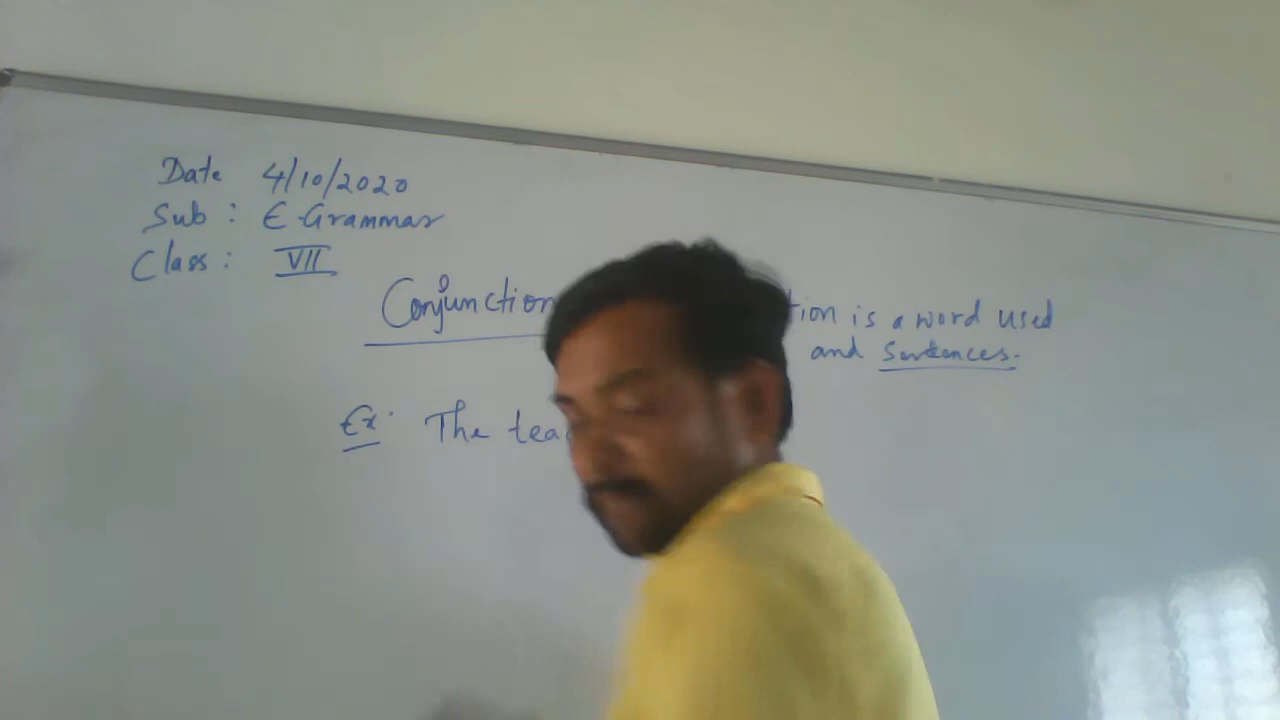 Date 4/10/2020
Sub : E-Grammar
Class : VII
Conjunction tion is a word used
and Sentences.
Ex: The tea